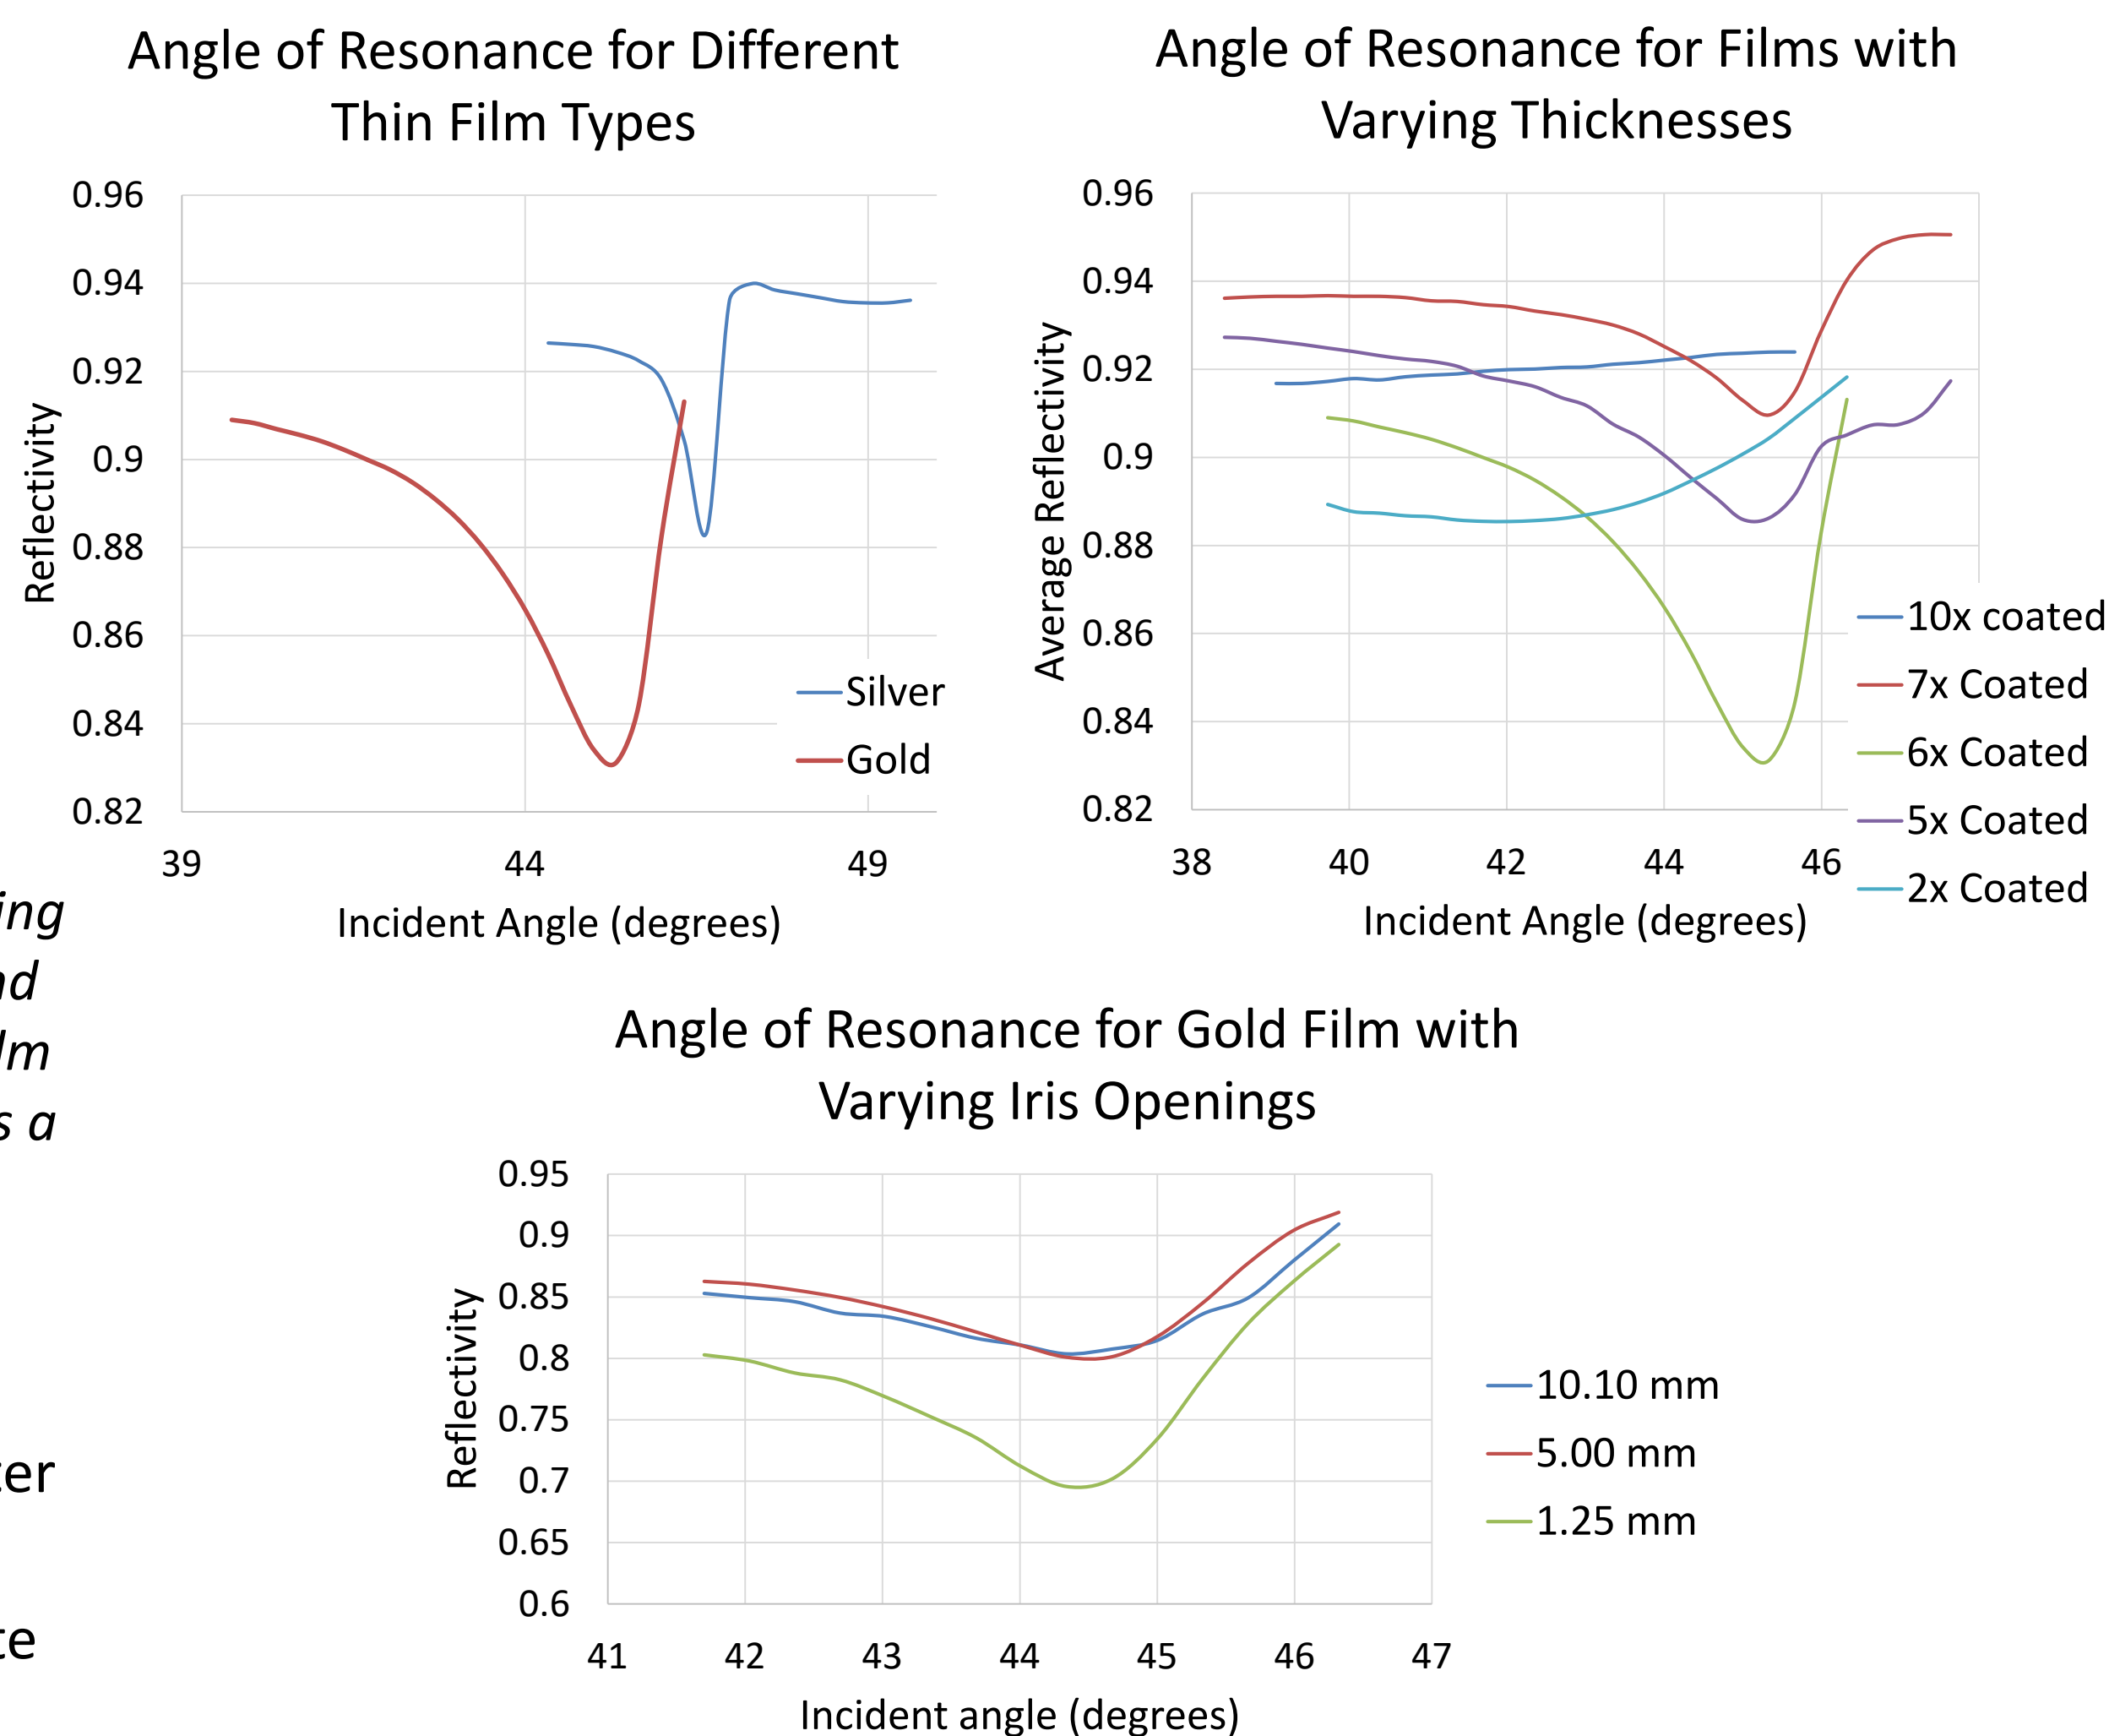 Angle of Resonance for Different
Thin Film Types
0.96
0.94
0.92
0.9
0.88
0.86
0.84
0.82
Reflectivity
39 44 49
Incident Angle (degrees)
Silver
Gold
Angle of Resonance for Films with
Varying Thicknesses
0.96
0.94
0.92
0.9
0.88
0.86
0.84
0.82
Average Reflectivity
38 40 42 44 46
Incident Angle (degrees)
10x coated
7x Coated
6x Coated
5x Coated
2x Coated
ing
nd
lm
s a
ter
te
Angle of Resonance for Gold Film with
Varying Iris Openings
0.95
0.9
0.85
0.8
0.75
0.7
0.65
0.6
Reflectivity
41 42 43 44 45 46 47
Incident angle (degrees)
10.10 mm
5.00 mm
1.25 mm